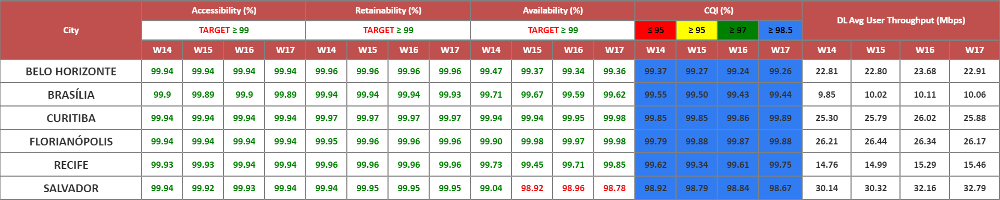 City Accessibility (%) Retainability (%) Availability (%) CQI (%) DL Avg User Throughput (Mbps)
TARGET ≥ 99 TARGET ≥ 99 TARGET ≥ 99 ≤ 95 ≥ 95 ≥ 97 ≥ 98.5
W14 W15 W16 W17 W14 W15 W16 W17 W14 W15 W16 W17 W14 W15 W16 W17 W14 W15 W16 W17
BELO HORIZONTE 99.94 99.94 99.94 99.94 99.96 99.96 99.96 99.96 99.47 99.37 99.34 99.36 99.37 99.27 99.24 99.26 22.81 22.80 23.68 22.91
BRASÍLIA 99.9 99.89 99.9 99.89 99.94 99.94 99.94 99.93 99.71 99.67 99.59 99.62 99.55 99.50 99.43 99.44 9.85 10.02 10.11 10.06
CURITIBA 99.94 99.94 99.94 99.94 99.97 99.97 99.97 99.97 99.94 99.94 99.95 99.98 99.85 99.85 99.86 99.89 25.30 25.79 26.02 25.88
FLORIANÓPOLIS 99.94 99.94 99.94 99.94 99.95 99.96 99.96 99.96 99.90 99.98 99.97 99.98 99.79 99.88 99.87 99.88 26.21 26.44 26.34 26.17
RECIFE 99.93 99.93 99.94 99.94 99.96 99.96 99.96 99.96 99.73 99.45 99.71 99.85 99.62 99.34 99.61 99.75 14.76 14.99 15.29 15.46
SALVADOR 99.94 99.92 99.93 99.94 99.94 99.95 99.95 99.95 99.04 98.92 98.96 98.78 98.92 98.79 98.84 98.67 30.14 30.32 32.16 32.79